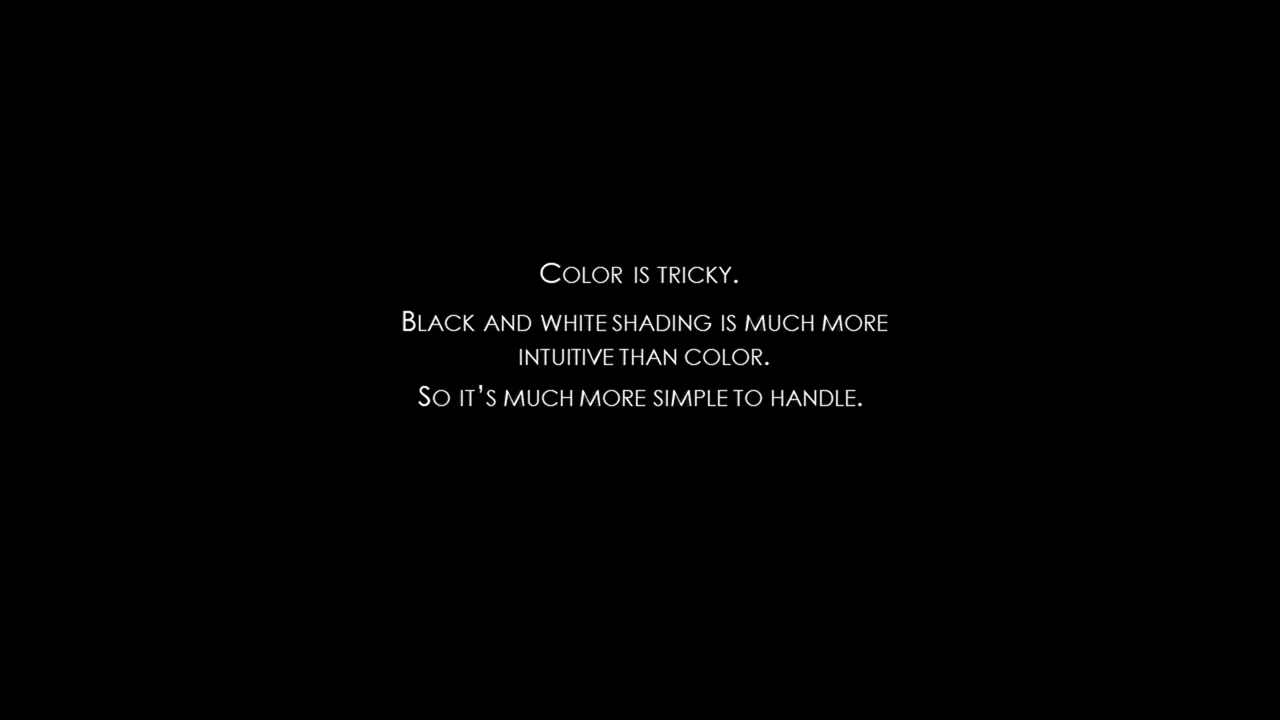 Color is tricky.
Black and white shading is much more
intuitive than color.
So it’s much more simple to handle.